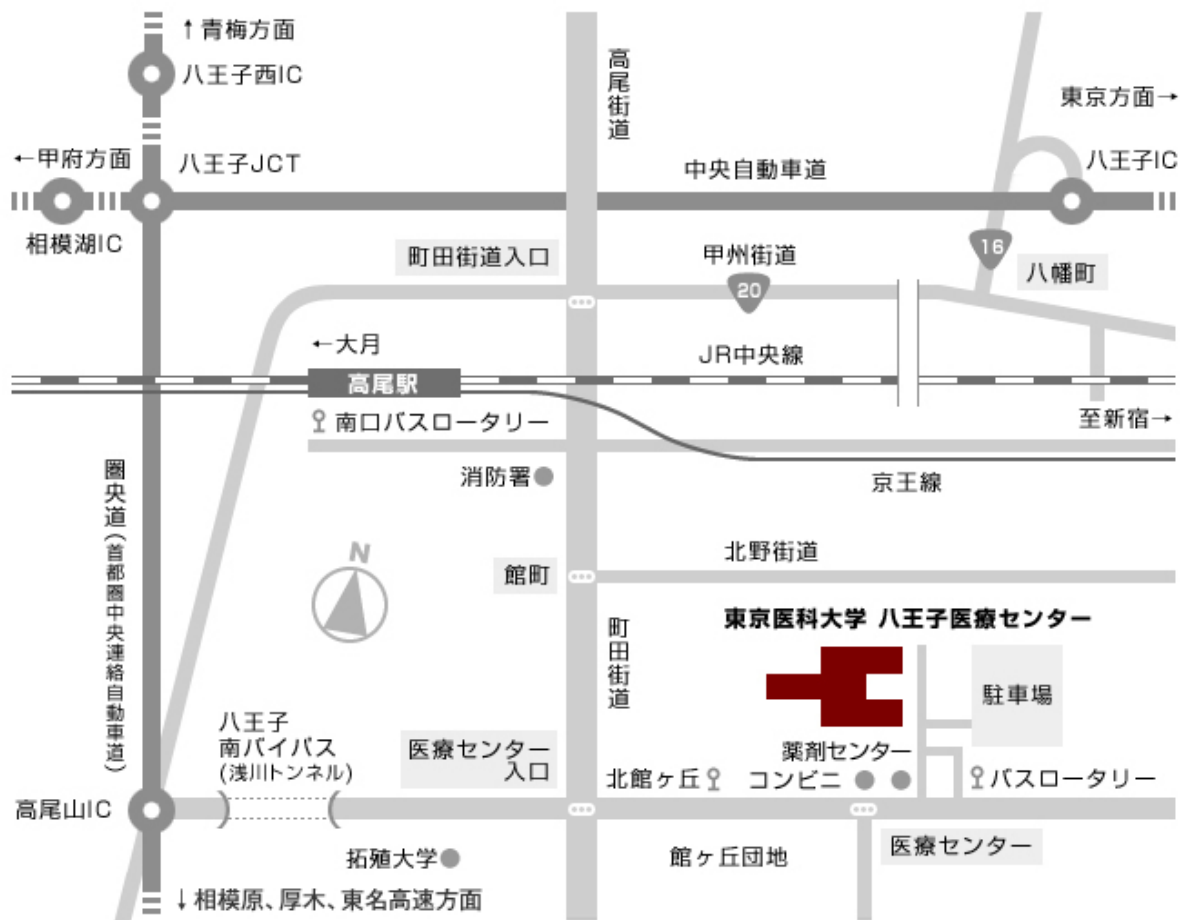 ↑青梅方面
八王子西IC
高尾街道
東京方面→
←甲府方面
八王子JCT
中央自動車道
八王子IC
相模湖IC
町田街道入口
甲州街道
16
八幡町
20
←大月
JR中央線
高尾駅
南口バスロータリー
至新宿→
消防署
京王線
圏央道(首都圏中央連絡自動車道)
N
館町
北野街道
町田街道
東京医科大学 八王子医療センター
駐車場
八王子
南バイパス
(浅川トンネル)
医療センター
入口
薬剤センター
北館ヶ丘
コンビニ
バスロータリー
高尾山IC
拓殖大学
館ヶ丘団地
医療センター
↓相模原、厚木、東名高速方面